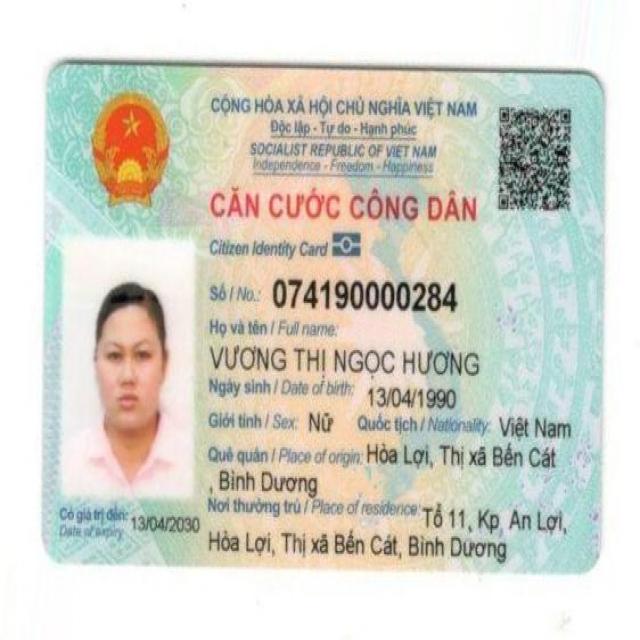 CỘNG HÒA XÃ HỘI CHỦ NGHĨA VIỆT NAM
Độc lập - Tự do - Hạnh phúc
SOCIALIST REPUBLIC OF VIET NAM
Independence - Freedom - Happiness
CĂN CƯỚC CÔNG DÂN
Citizen Identity Card
Số / No.: 074190000284
Họ và tên / Full name:
VƯƠNG THỊ NGỌC HƯƠNG
Ngày sinh / Date of birth: 13/04/1990
Giới tính / Sex: Nữ Quốc tịch / Nationality: Việt Nam
Quê quán / Place of origin: Hòa Lợi, Thị xã Bến Cát
, Bình Dương
Nơi thường trú / Place of residence: Tổ 11, Kp, An Lợi,
Hòa Lợi, Thị xã Bến Cát, Bình Dương
Có giá trị đến: 13/04/2030
Date of expiry